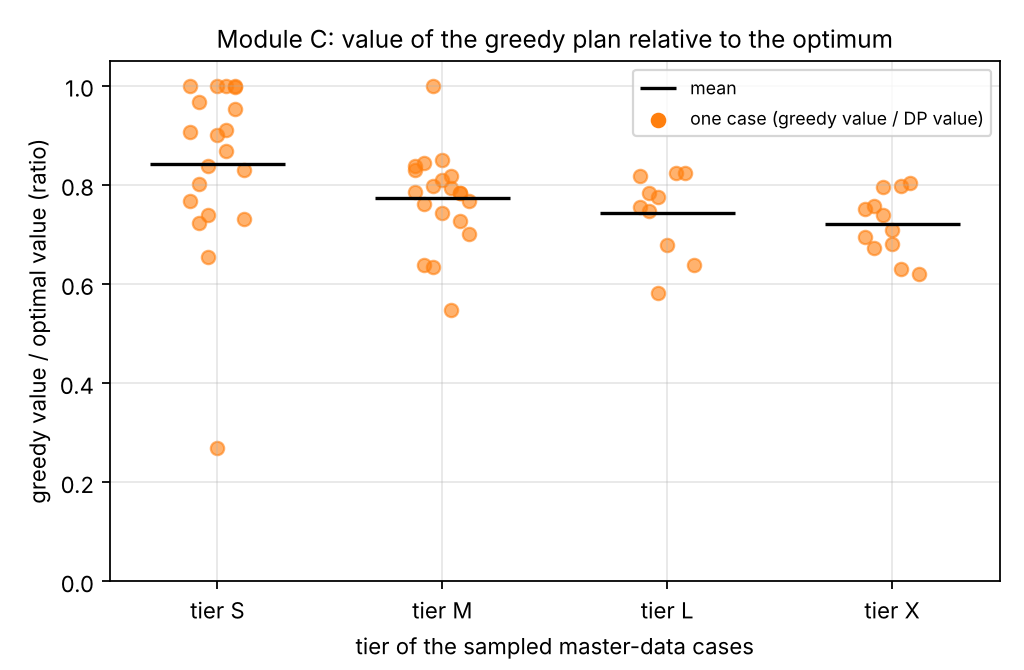 Module C: value of the greedy plan relative to the optimum
mean
one case (greedy value / DP value)
greedy value / optimal value (ratio)
1.0
0.8
0.6
0.4
0.2
0.0
tier S
tier M
tier L
tier X
tier of the sampled master-data cases